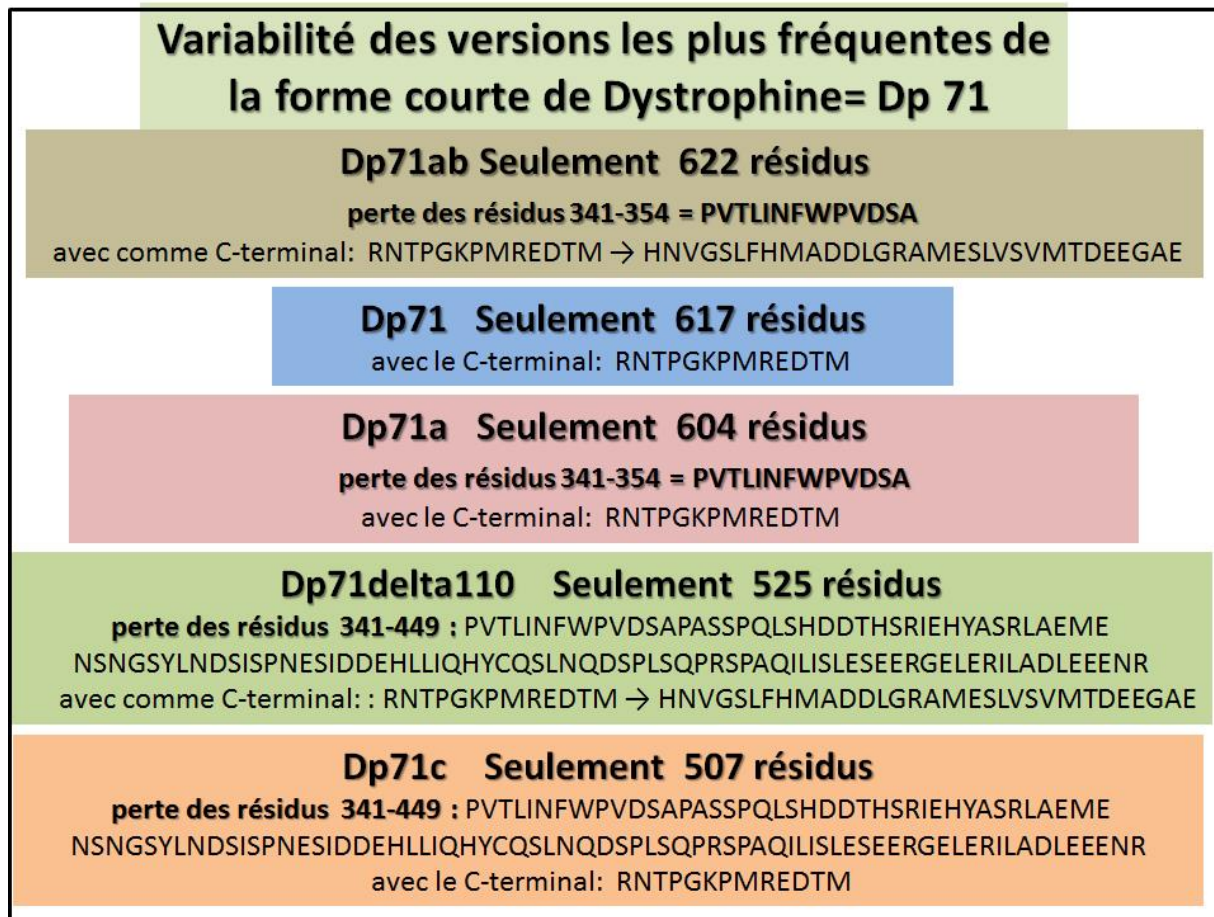 Variabilité des versions les plus fréquentes de
la forme courte de Dystrophine= Dp 71
Dp71ab Seulement 622 résidus
perte des résidus 341-354 = PVTLINFWPVDSA
avec comme C-terminal: RNTPGKPMREDTM → HNVGSLFHMADDLGRAMESLVSVMTDEEGAE
Dp71 Seulement 617 résidus
avec le C-terminal: RNTPGKPMREDTM
Dp71a Seulement 604 résidus
perte des résidus 341-354 = PVTLINFWPVDSA
avec le C-terminal: RNTPGKPMREDTM
Dp71delta110 Seulement 525 résidus
perte des résidus 341-449 : PVTLINFWPVDSAPASSPQLSHDDTHSRIEHYASRLAEME
NSNGSYLNDSISPNESIDDEHLLIQHYCQSLNQDSPLSQPRSPAQILISLESEERGELERILADLEEENR
avec comme C-terminal: : RNTPGKPMREDTM → HNVGSLFHMADDLGRAMESLVSVMTDEEGAE
Dp71c Seulement 507 résidus
perte des résidus 341-449 : PVTLINFWPVDSAPASSPQLSHDDTHSRIEHYASRLAEME
NSNGSYLNDSISPNESIDDEHLLIQHYCQSLNQDSPLSQPRSPAQILISLESEERGELERILADLEEENR
avec le C-terminal: RNTPGKPMREDTM